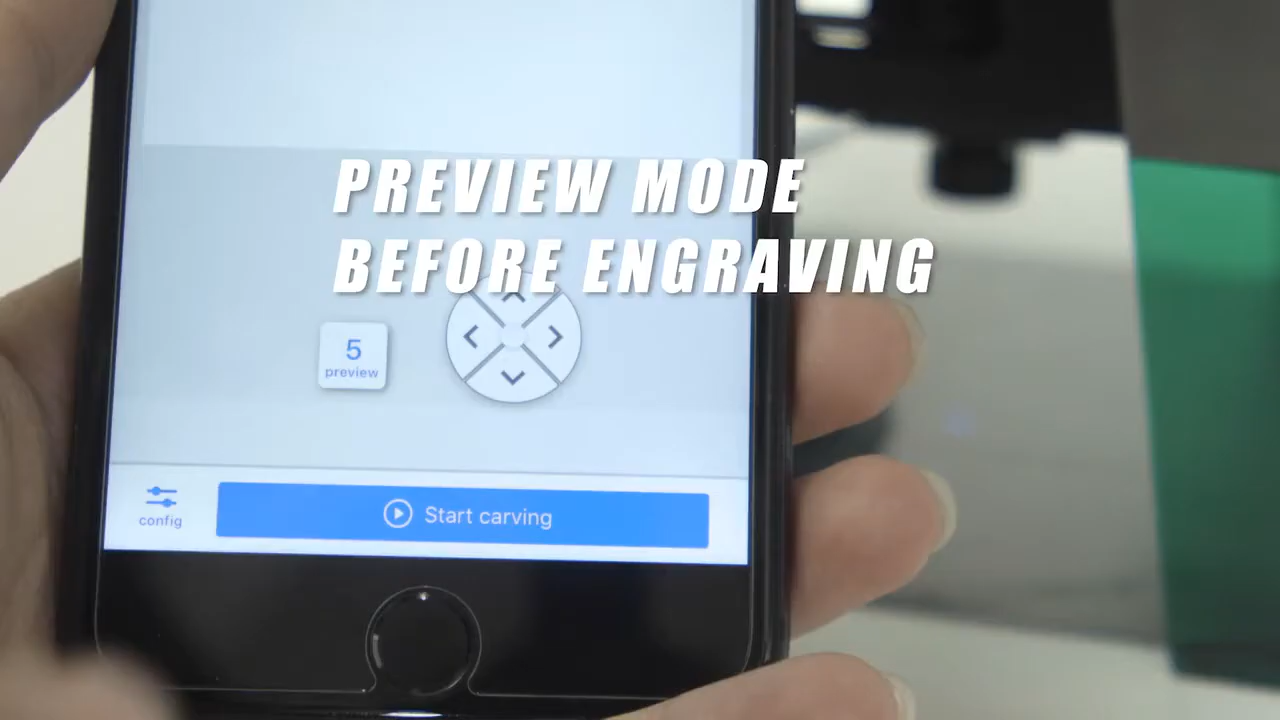 PREVIEW MODE
BEFORE ENGRAVING
5
preview
config
Start carving